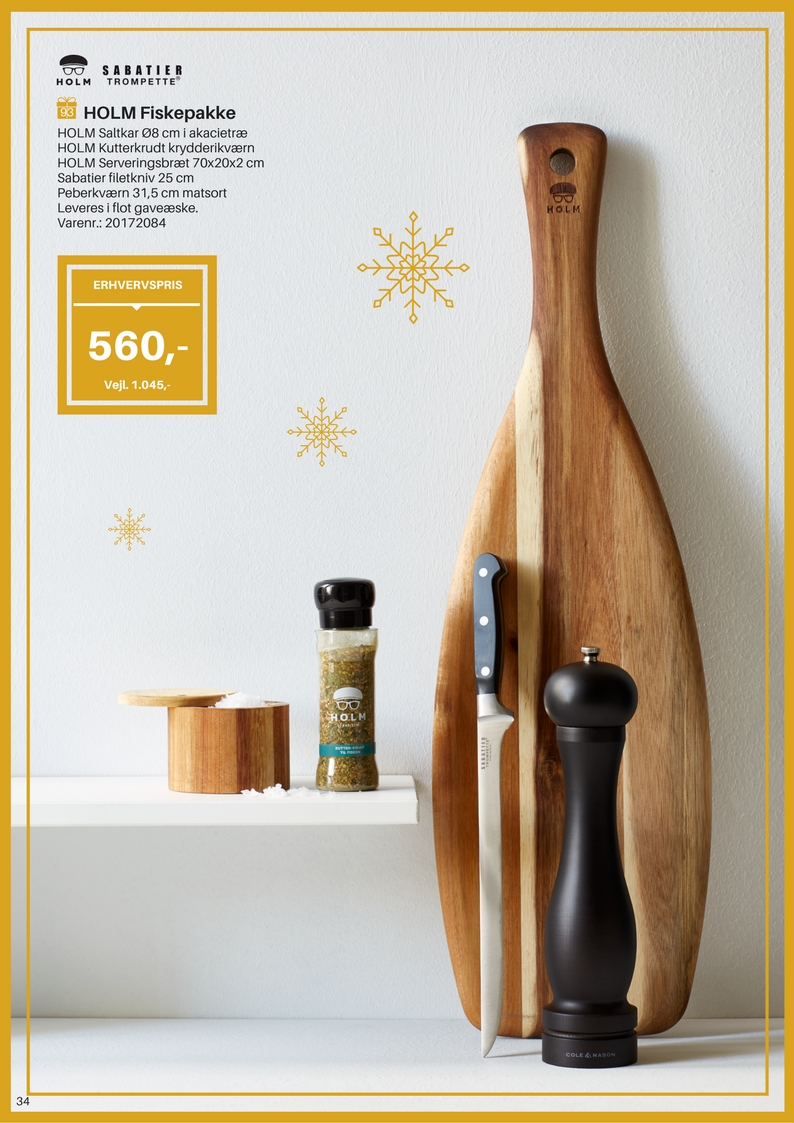 HOLM
SABATIER
TROMPETTE®
93 HOLM Fiskepakke
HOLM Saltkar Ø8 cm i akacietræ
HOLM Kutterkrudt krydderikværn
HOLM Serveringsbræt 70x20x2 cm
Sabatier filetkniv 25 cm
Peberkværn 31,5 cm matsort
Leveres i flot gaveæske.
Varenr.: 20172084
ERHVERVSPRIS
560,-
Vejl. 1.045,-
HOLM
HOLM
TIL FISKEN
SABATIER
COLE & MASON
34